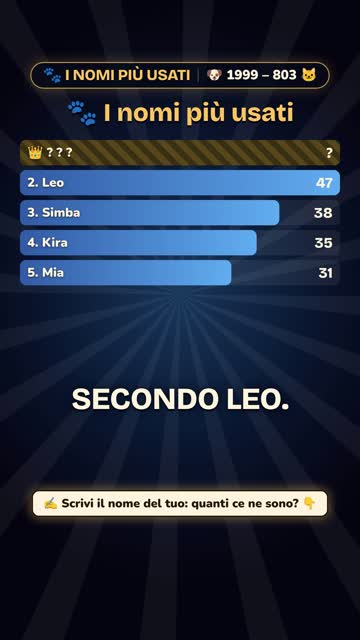 🐾 I NOMI PIÙ USATI | 🐶 1999 – 803 🐱
🐾 I nomi più usati
👑 ? ? ? ?
2. Leo 47
3. Simba 38
4. Kira 35
5. Mia 31
SECONDO LEO.
✍️ Scrivi il nome del tuo: quanti ce ne sono? 👇